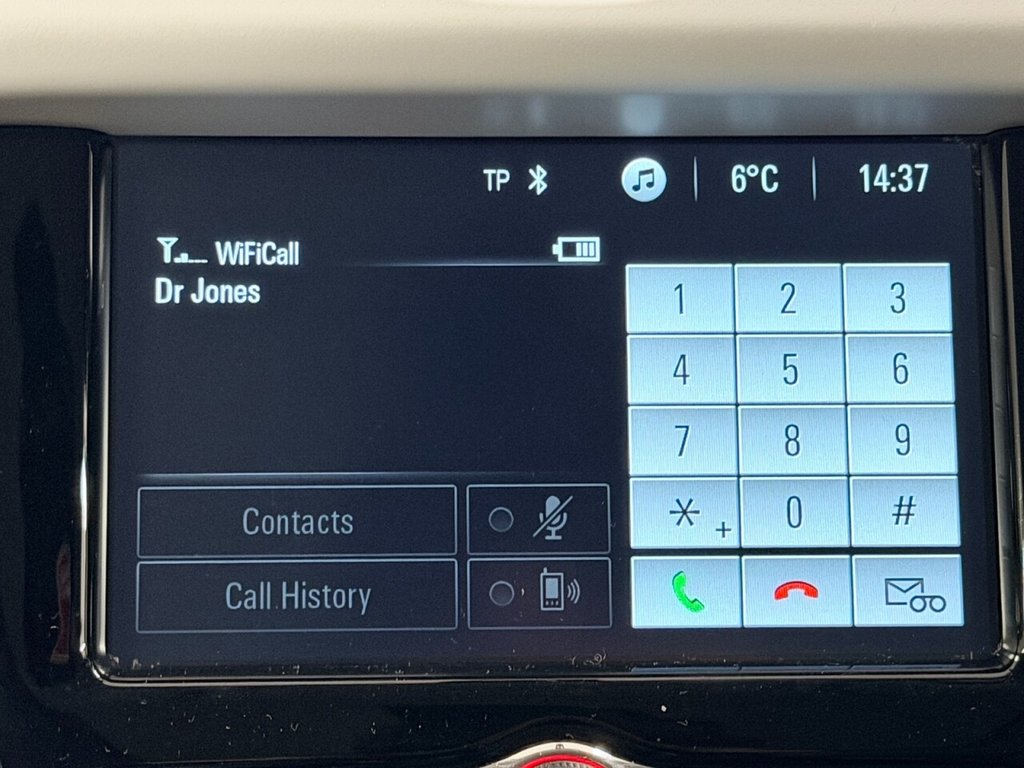 TP 6°C 14:37
WiFiCall
Dr Jones
1 2 3
4 5 6
7 8 9
* + 0 #
Contacts
Call History